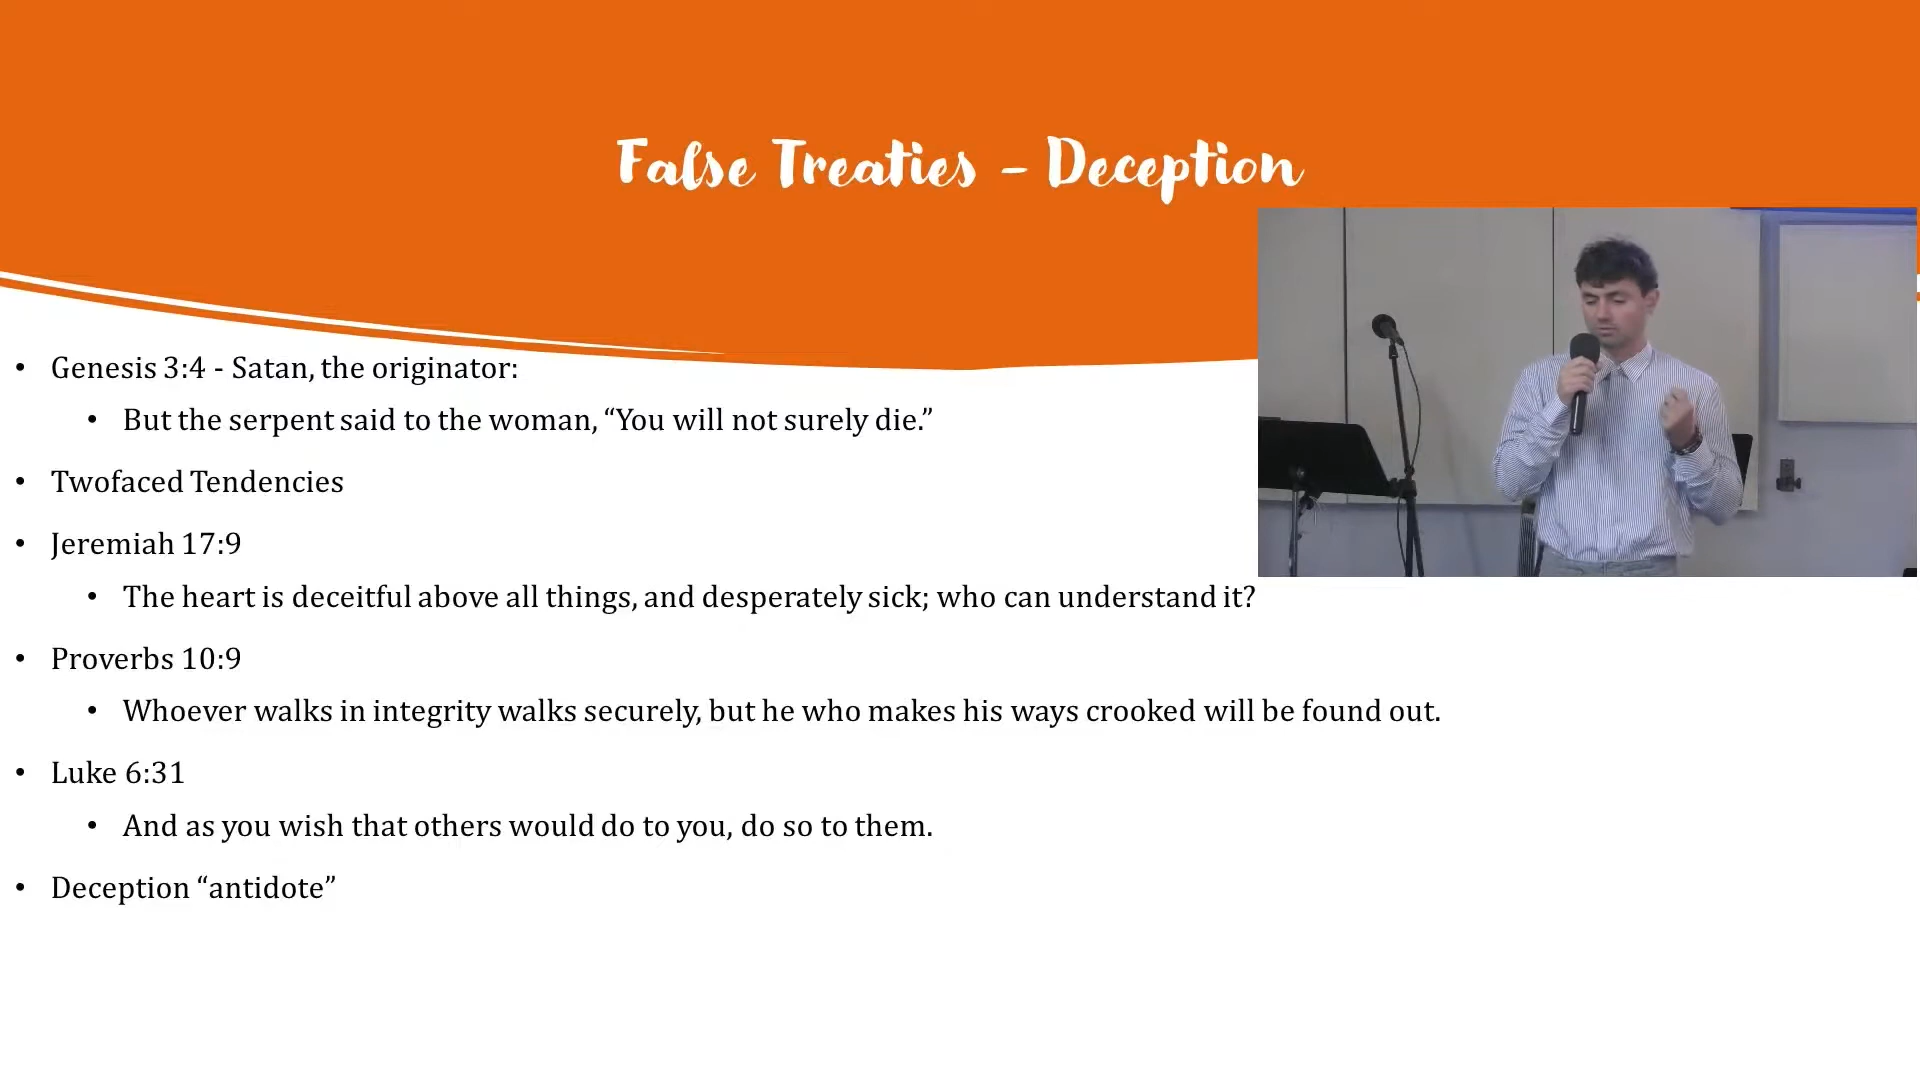 False Treaties - Deception
• Genesis 3:4 - Satan, the originator:
• But the serpent said to the woman, “You will not surely die.”
• Twofaced Tendencies
• Jeremiah 17:9
• The heart is deceitful above all things, and desperately sick; who can understand it?
• Proverbs 10:9
• Whoever walks in integrity walks securely, but he who makes his ways crooked will be found out.
• Luke 6:31
• And as you wish that others would do to you, do so to them.
• Deception “antidote”